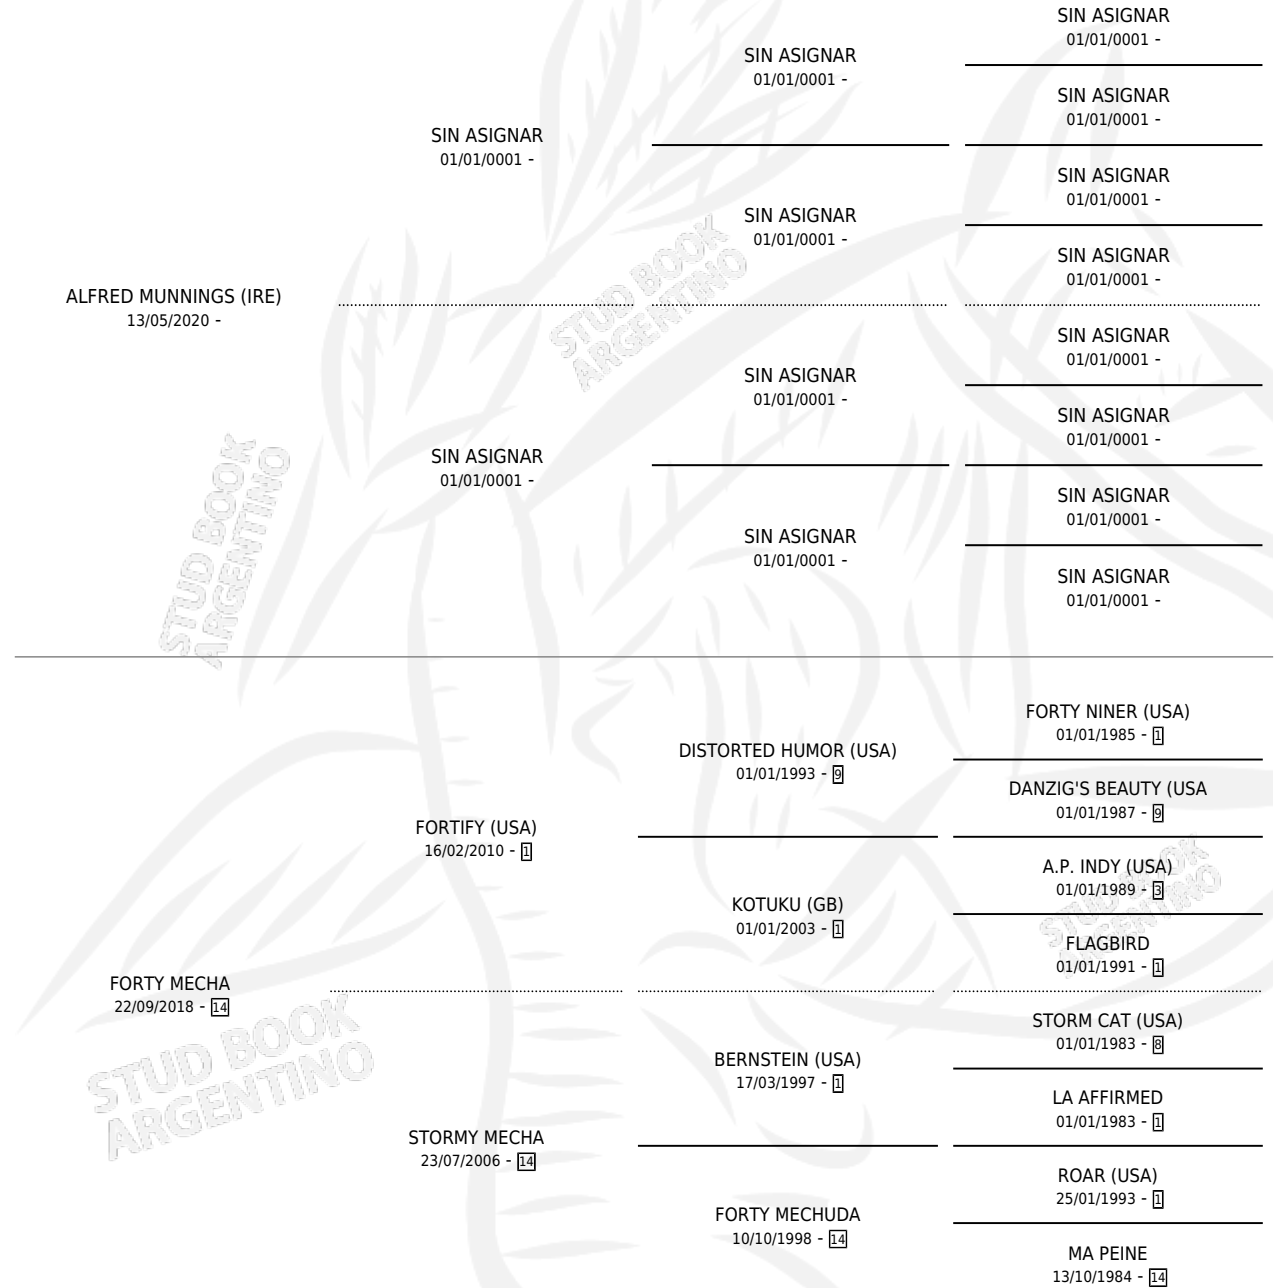 SIN ASIGNAR
01/01/0001 -
SIN ASIGNAR
01/01/0001 -
SIN ASIGNAR
01/01/0001 -
SIN ASIGNAR
01/01/0001 -
SIN ASIGNAR
01/01/0001 -
SIN ASIGNAR
01/01/0001 -
SIN ASIGNAR
01/01/0001 -
ALFRED MUNNINGS (IRE)
13/05/2020 -
STUD BOOK
ARGENTINO
SIN ASIGNAR
01/01/0001 -
SIN ASIGNAR
01/01/0001 -
SIN ASIGNAR
01/01/0001 -
SIN ASIGNAR
01/01/0001 -
SIN ASIGNAR
01/01/0001 -
SIN ASIGNAR
01/01/0001 -
SIN ASIGNAR
01/01/0001 -
STUD BOOK
ARGENTINO
FORTY NINER (USA)
01/01/1985 - 1
DISTORTED HUMOR (USA)
01/01/1993 - 9
DANZIG'S BEAUTY (USA
01/01/1987 - 9
FORTIFY (USA)
16/02/2010 - 1
A.P. INDY (USA)
01/01/1989 - 3
KOTUKU (GB)
01/01/2003 - 1
FLAGBIRD
01/01/1991 - 1
STUD BOOK
ARGENTINO
FORTY MECHA
22/09/2018 - 14
STORM CAT (USA)
01/01/1983 - 8
BERNSTEIN (USA)
17/03/1997 - 1
LA AFFIRMED
01/01/1983 - 1
STUD BOOK
ARGENTINO
STORMY MECHA
23/07/2006 - 14
ROAR (USA)
25/01/1993 - 1
FORTY MECHUDA
10/10/1998 - 14
MA PEINE
13/10/1984 - 14